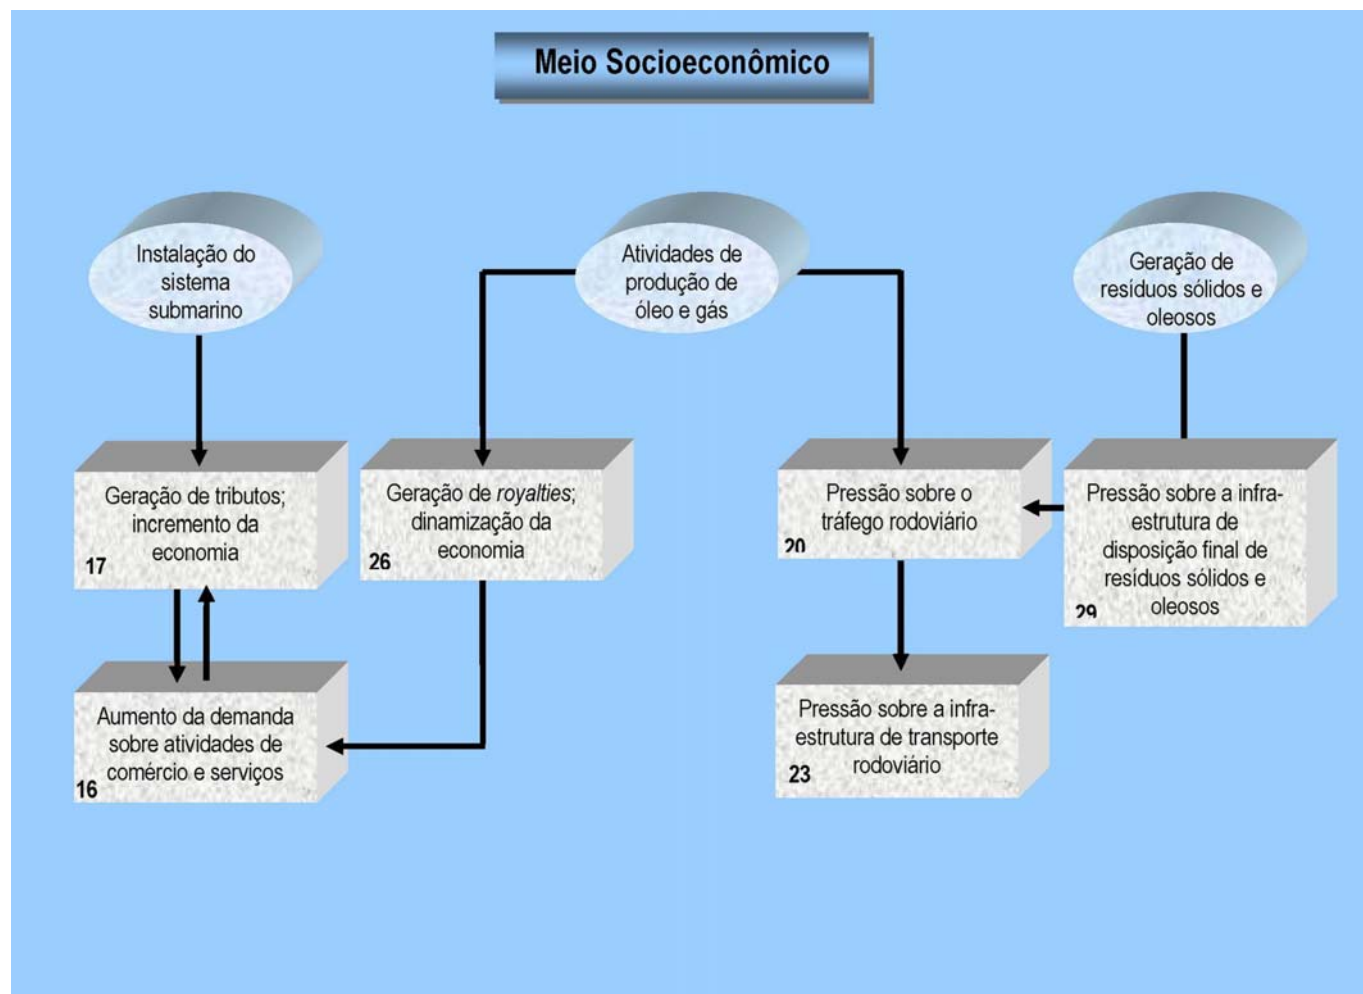 Meio Socioeconômico
Instalação do
sistema
submarino
Atividades de
produção de
óleo e gás
Geração de
resíduos sólidos e
oleosos
Geração de tributos;
incremento da
economia
17
Geração de royalties;
dinamização da
economia
26
Pressão sobre o
tráfego rodoviário
20
Pressão sobre a infra-
estrutura de
disposição final de
resíduos sólidos e
oleosos
29
Aumento da demanda
sobre atividades de
comércio e serviços
16
Pressão sobre a infra-
estrutura de transporte
rodoviário
23